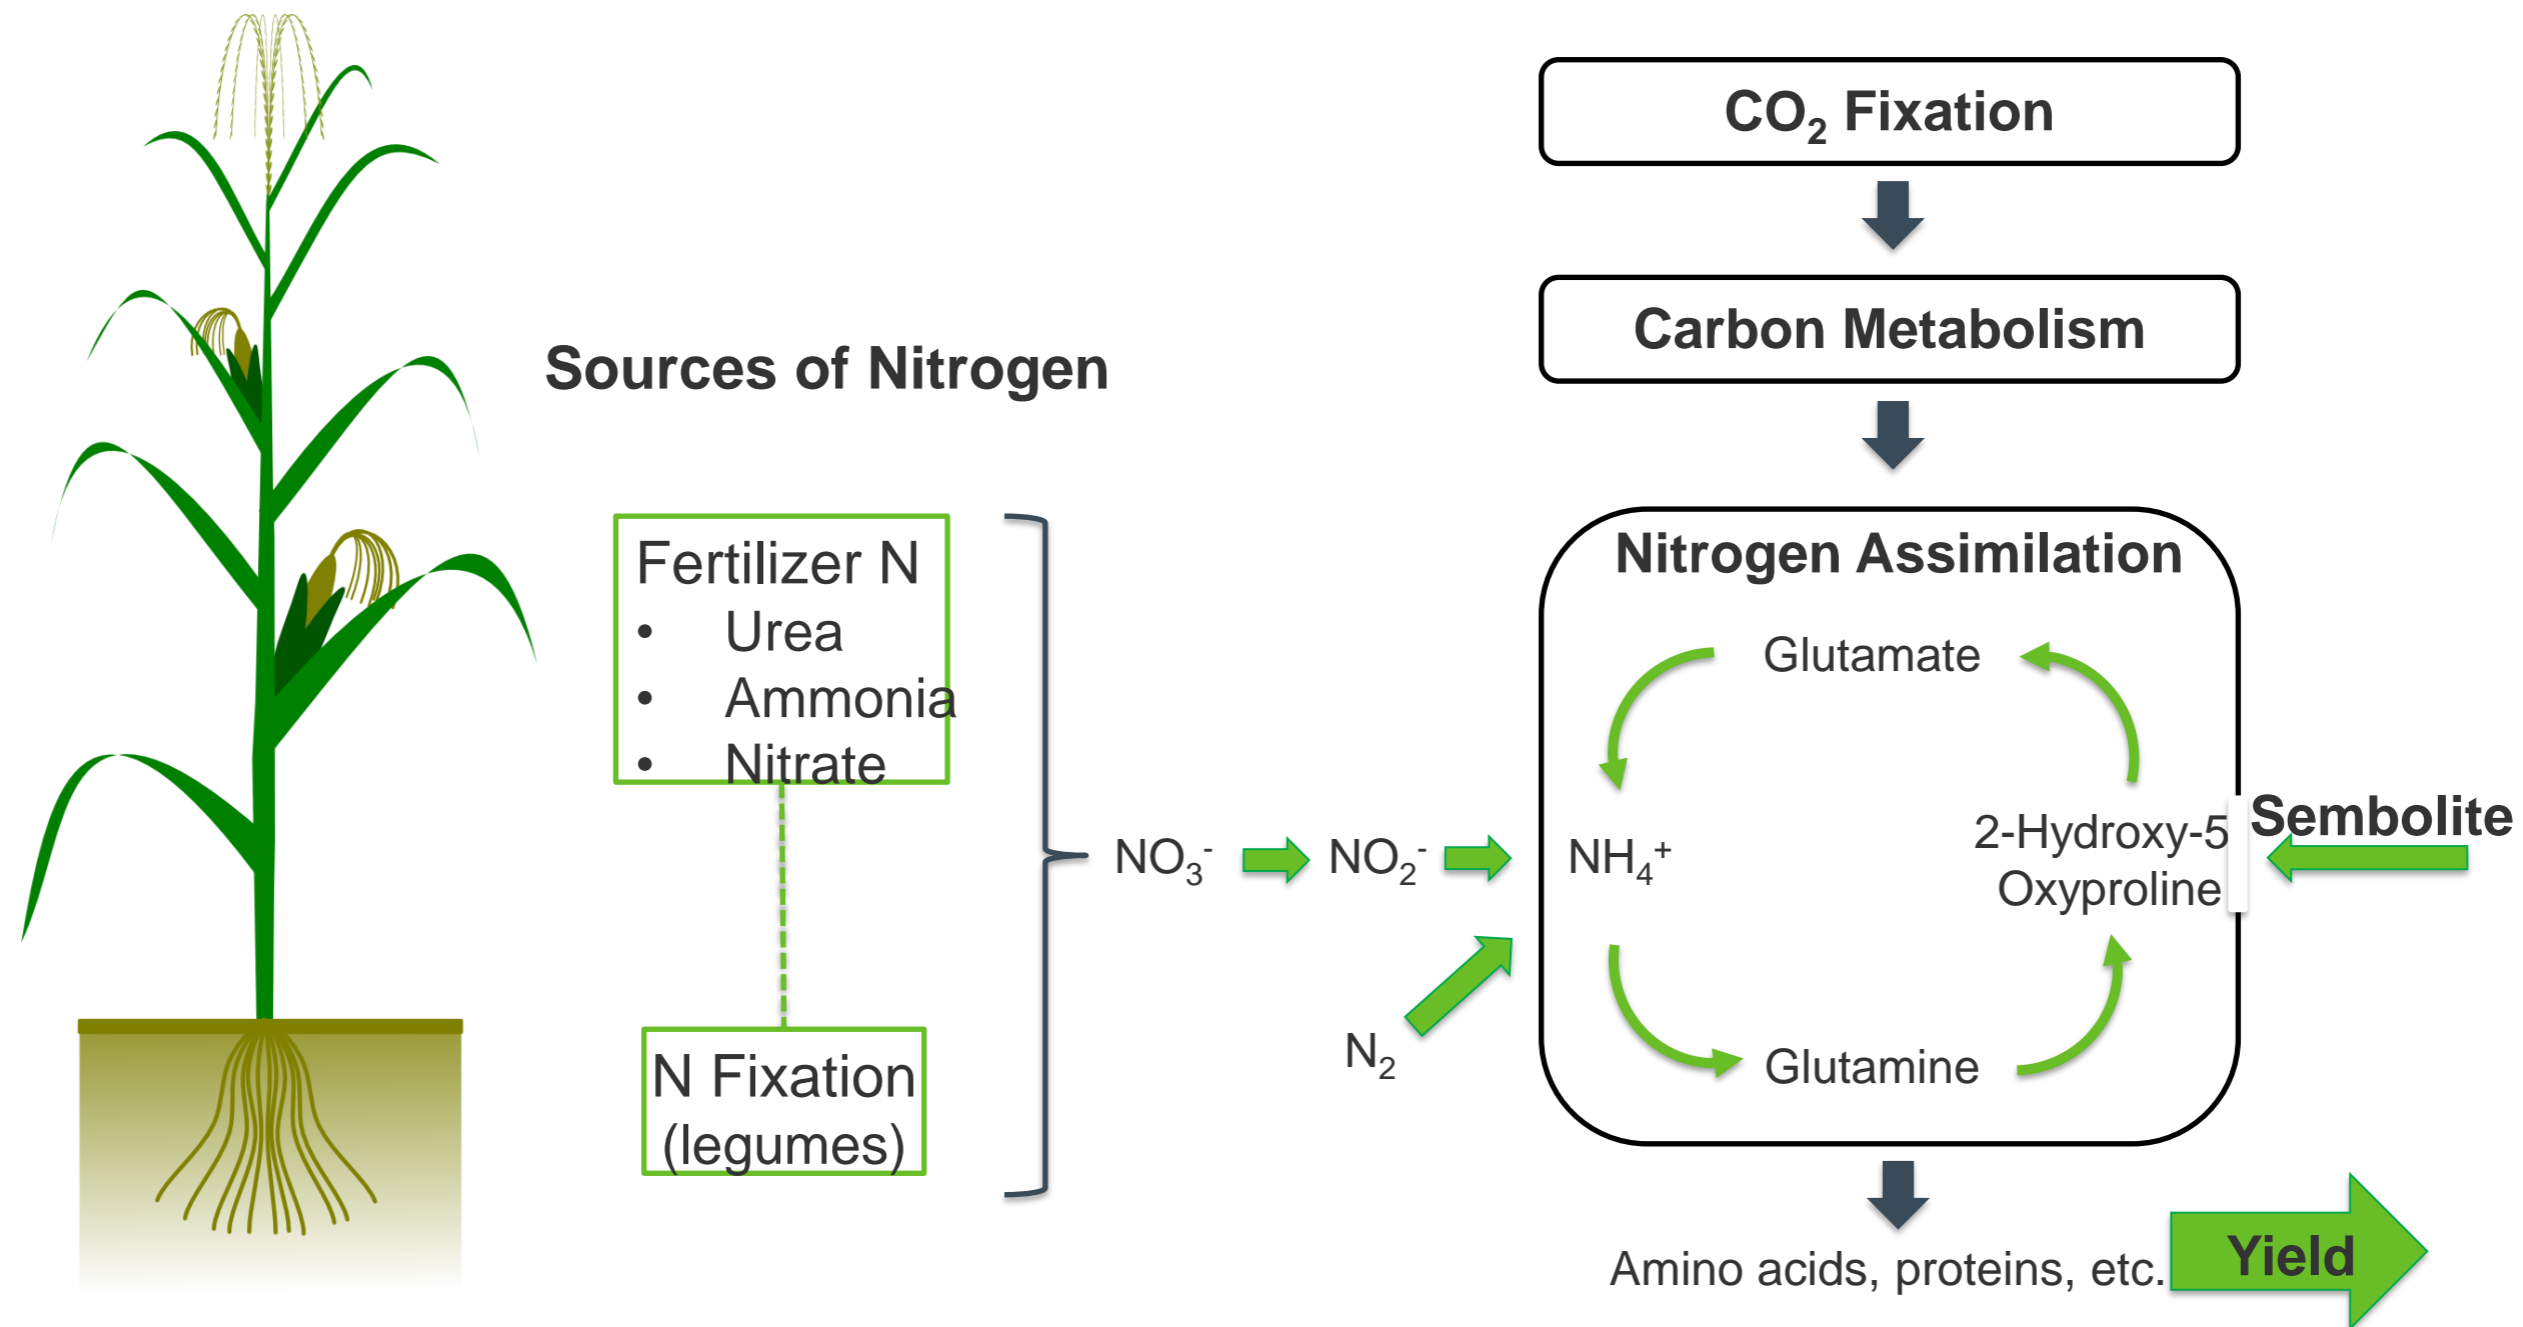 CO₂ Fixation
Carbon Metabolism
Sources of Nitrogen
Fertilizer N
• Urea
• Ammonia
• Nitrate
N Fixation
(legumes)
NO₃⁻
NO₂⁻
N₂
Nitrogen Assimilation
Glutamate
NH₄⁺
2-Hydroxy-5
Oxyproline
Glutamine
Sembolite
Amino acids, proteins, etc.
Yield